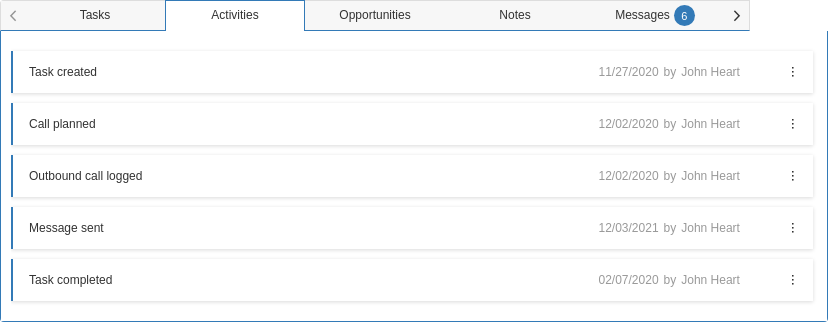 Tasks Activities Opportunities Notes Messages 6
Task created 11/27/2020 by John Heart
Call planned 12/02/2020 by John Heart
Outbound call logged 12/02/2020 by John Heart
Message sent 12/03/2021 by John Heart
Task completed 02/07/2020 by John Heart